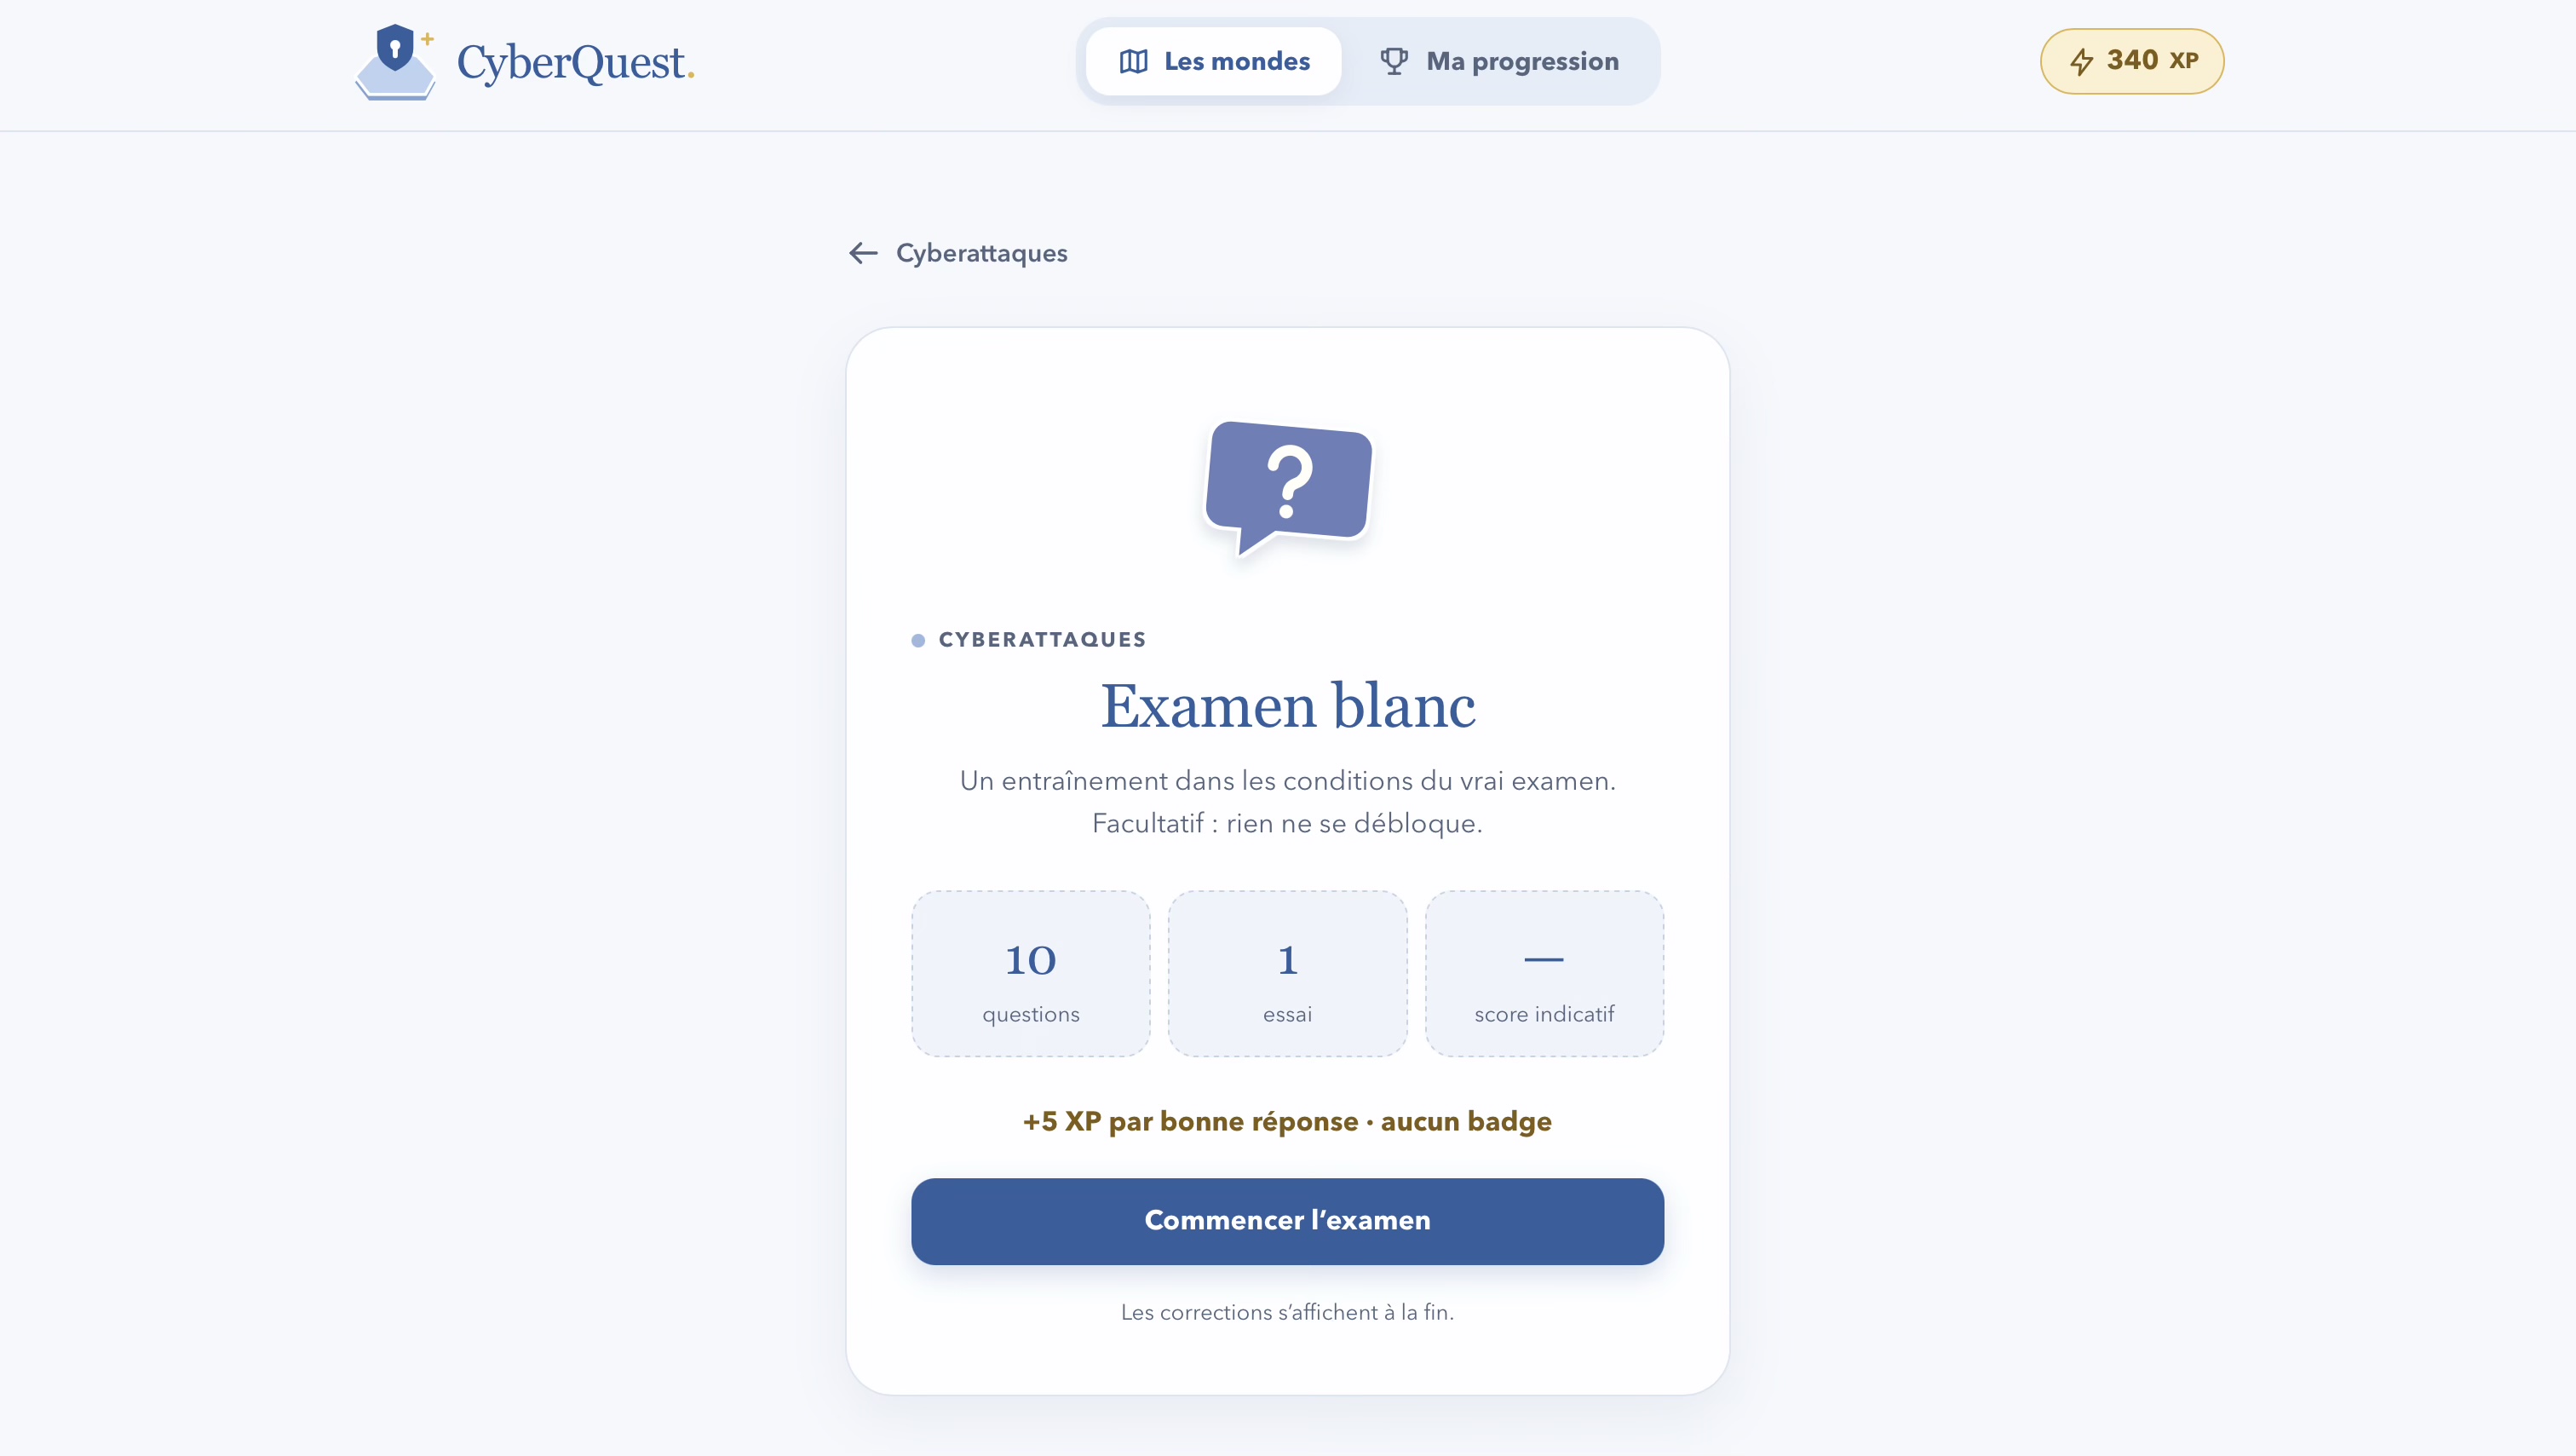 CyberQuest.
Les mondes
Ma progression
340 XP
Cyberattaques
?
CYBERATTAQUES
Examen blanc
Un entraînement dans les conditions du vrai examen.
Facultatif : rien ne se débloque.
10
questions
1
essai
—
score indicatif
+5 XP par bonne réponse · aucun badge
Commencer l’examen
Les corrections s’affichent à la fin.